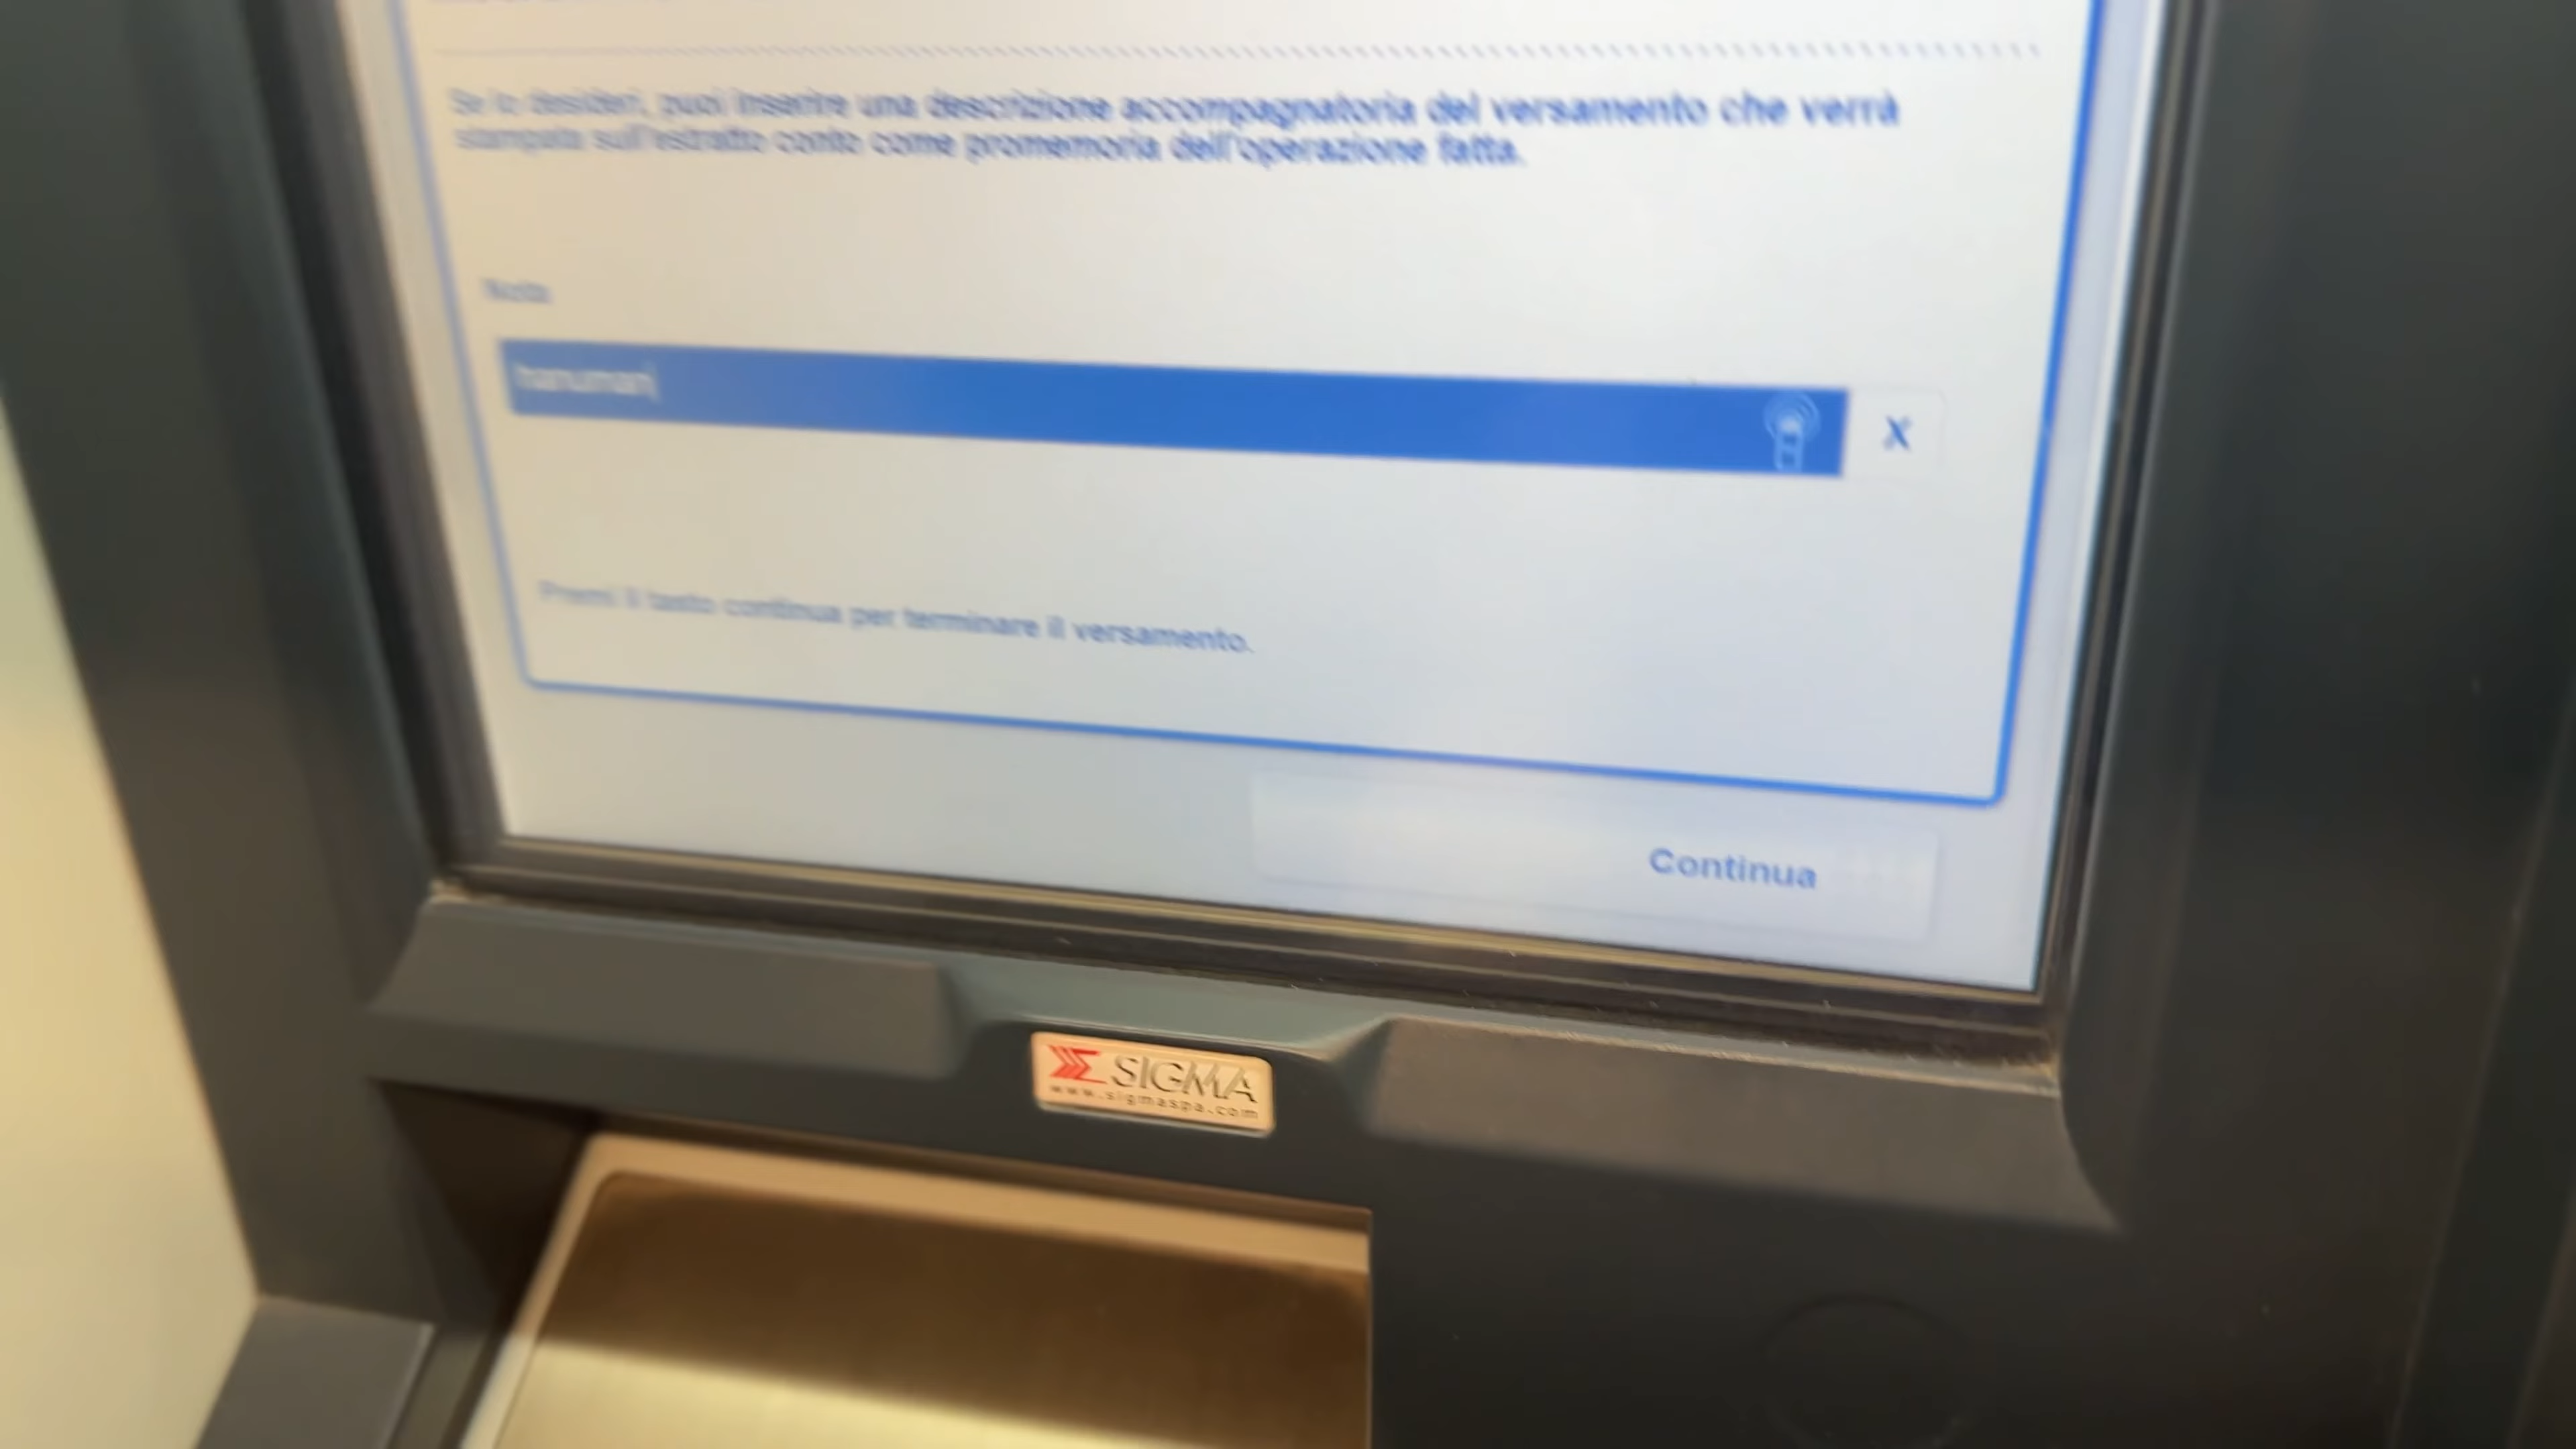 Se lo desideri, puoi inserire una descrizione accompagnatoria del versamento che verrà
stampata sull'estratto conto come promemoria dell'operazione fatta.
Nota
hanuman
X
Premi il tasto continua per terminare il versamento.
Continua
SIGMA
www.sigmaspa.com